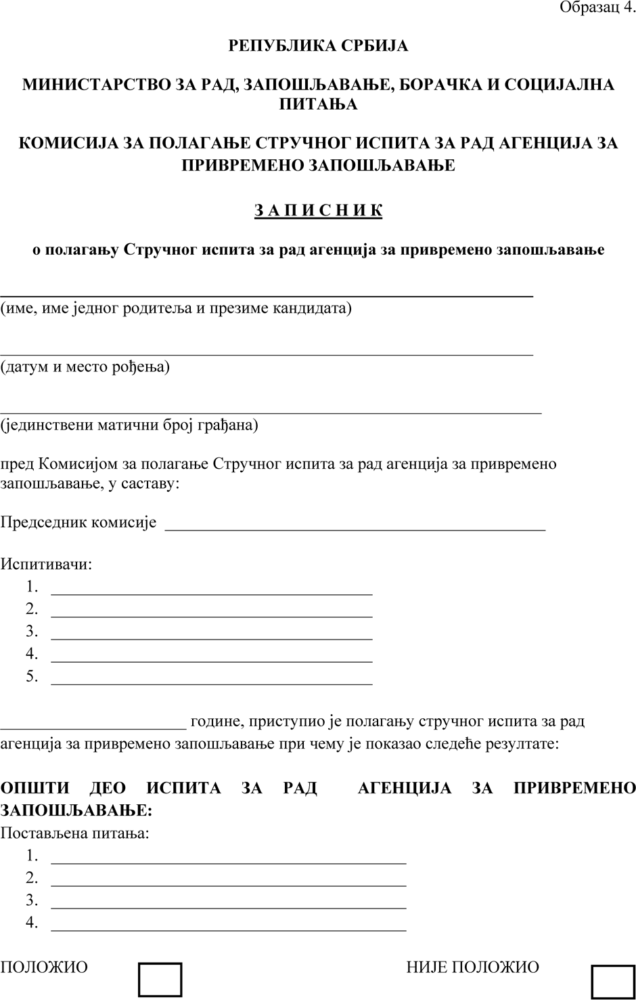 Образац 4.
РЕПУБЛИКА СРБИЈА
МИНИСТАРСТВО ЗА РАД, ЗАПОШЉАВАЊЕ, БОРАЧКА И СОЦИЈАЛНА
ПИТАЊА
КОМИСИЈА ЗА ПОЛАГАЊЕ СТРУЧНОГ ИСПИТА ЗА РАД АГЕНЦИЈА ЗА
ПРИВРЕМЕНО ЗАПОШЉАВАЊЕ
З А П И С Н И К
о полагању Стручног испита за рад агенција за привремено запошљавање
(име, име једног родитеља и презиме кандидата)
(датум и место рођења)
(јединствени матични број грађана)
пред Комисијом за полагање Стручног испита за рад агенција за привремено
запошљавање, у саставу:
Председник комисије
Испитивачи:
1.
2.
3.
4.
5.
године, приступио је полагању стручног испита за рад
агенција за привремено запошљавање при чему је показао следеће резултате:
ОПШТИ ДЕО ИСПИТА ЗА РАД АГЕНЦИЈА ЗА ПРИВРЕМЕНО
ЗАПОШЉАВАЊЕ:
Постављена питања:
1.
2.
3.
4.
ПОЛОЖИО НИЈЕ ПОЛОЖИО